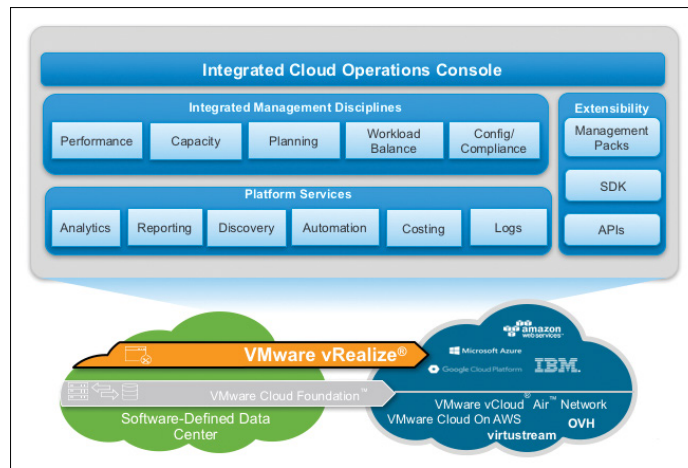 Integrated Cloud Operations Console
Integrated Management Disciplines
Performance
Capacity
Planning
Workload
Balance
Config/
Compliance
Extensibility
Management
Packs
SDK
APIs
Platform Services
Analytics
Reporting
Discovery
Automation
Costing
Logs
amazon
web services™
Microsoft Azure
Google Cloud Platform
IBM.
VMware vRealize®
VMware Cloud Foundation™
Software-Defined Data
Center
VMware vCloud® Air™ Network
VMware Cloud On AWS
OVH
virtustream